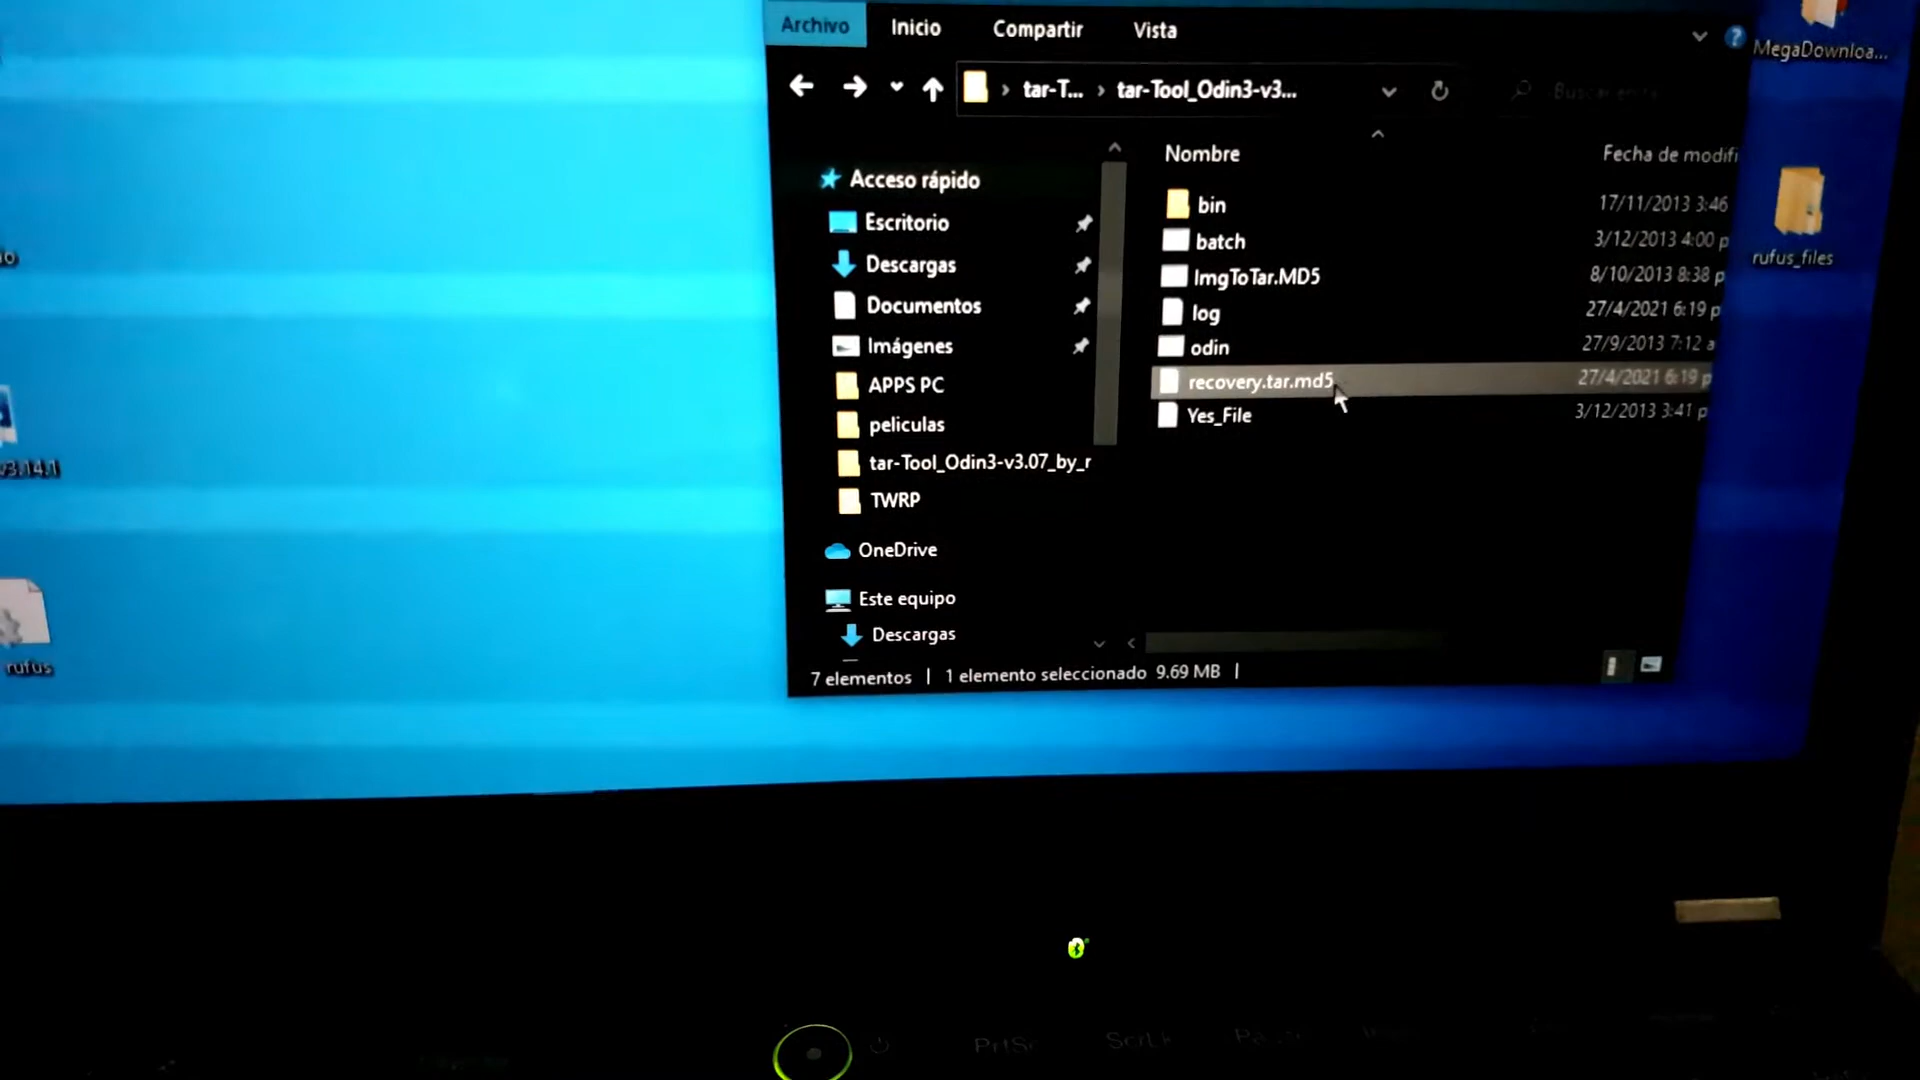 Archivo Inicio Compartir Vista
MegaDownloa...
tar-T... tar-Tool_Odin3-v3...
Nombre Fecha de modifi
Acceso rápido
Escritorio
Descargas
Documentos
Imágenes
APPS PC
peliculas
tar-Tool_Odin3-v3.07_by_r
TWRP
OneDrive
Este equipo
Descargas
bin 17/11/2013 3:46
batch 3/12/2013 4:00 p
ImgToTar.MD5 8/10/2013 8:38 p
log 27/4/2021 6:19 p
odin 27/9/2013 7:12 a
recovery.tar.md5 27/4/2021 6:19 p
Yes_File 3/12/2013 3:41 p
7 elementos | 1 elemento seleccionado 9.69 MB |
rufus_files
v3.14.1
rufus
PrtSc ScrLk